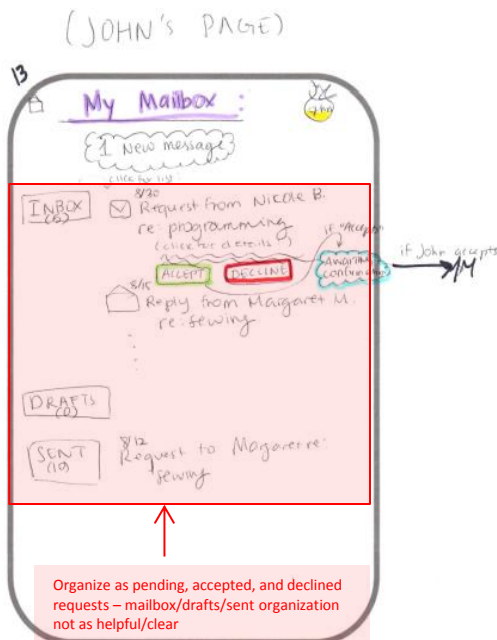 (JOHN'S PAGE)
13
My Mailbox :
1 New message
(click for list)
INBOX
8/20
Request from Nicole B.
re: programming
(click for details)
if "Accepts"
ACCEPT
DECLINE
Awaiting
confirmation
if John accepts
→ 14
8/15
Reply from Margaret M.
re: sewing
DRAFTS
(0)
SENT
(10)
8/12
Request to Margaret re:
sewing
Organize as pending, accepted, and declined
requests – mailbox/drafts/sent organization
not as helpful/clear